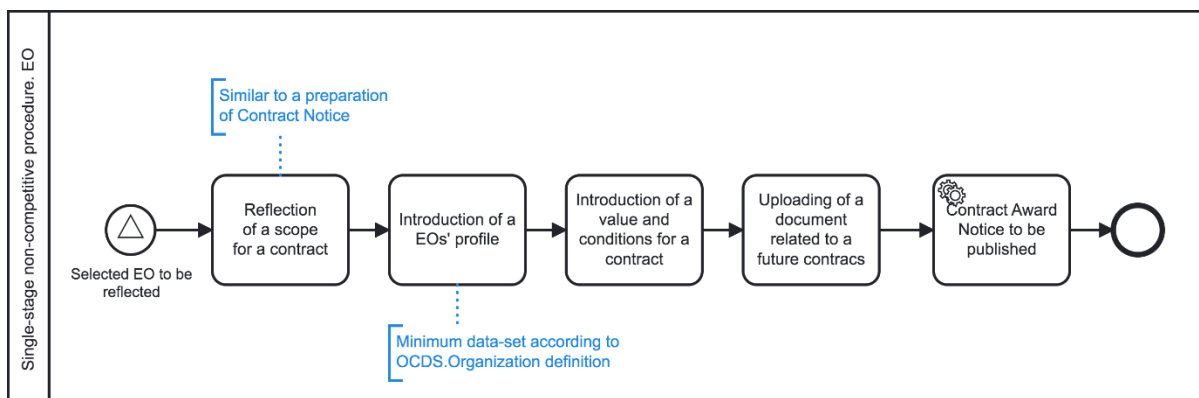 Single-stage non-competitive procedure. EO
Similar to a preparation
of Contract Notice
Selected EO to be
reflected
Reflection
of a scope
for a contract
Introduction of a
EOs' profile
Introduction of a
value and
conditions for a
contract
Uploading of a
document
related to a
future contracs
Contract Award
Notice to be
published
Minimum data-set according to
OCDS.Organization definition